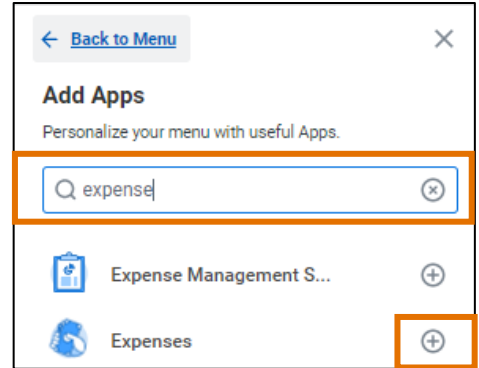 Back to Menu
Add Apps
Personalize your menu with useful Apps.
expense
Expense Management S...
Expenses